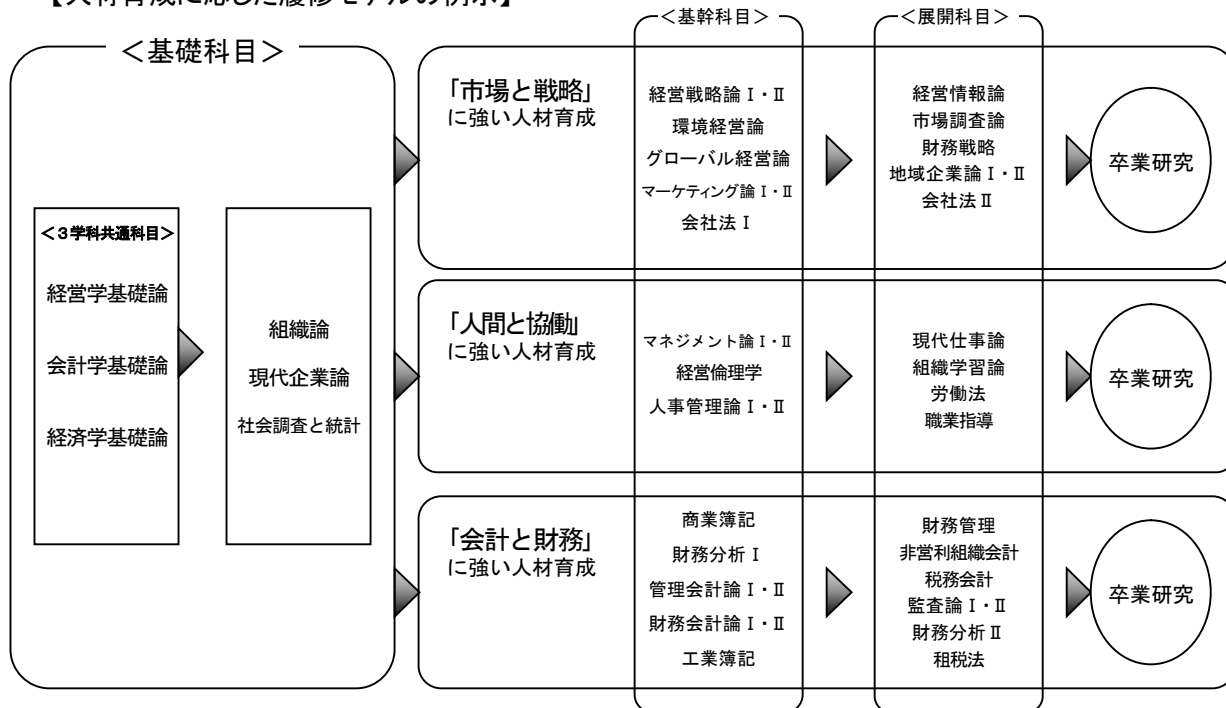 【人材育成に応じた履修モデルの例示】
＜基礎科目＞
＜3学科共通科目＞
経営学基礎論
会計学基礎論
経済学基礎論
組織論
現代企業論
社会調査と統計
＜基幹科目＞
＜展開科目＞
「市場と戦略」
に強い人材育成
経営戦略論Ⅰ・Ⅱ
環境経営論
グローバル経営論
マーケティング論Ⅰ・Ⅱ
会社法Ⅰ
経営情報論
市場調査論
財務戦略
地域企業論Ⅰ・Ⅱ
会社法Ⅱ
卒業研究
「人間と協働」
に強い人材育成
マネジメント論Ⅰ・Ⅱ
経営倫理学
人事管理論Ⅰ・Ⅱ
現代仕事論
組織学習論
労働法
職業指導
卒業研究
「会計と財務」
に強い人材育成
商業簿記
財務分析Ⅰ
管理会計論Ⅰ・Ⅱ
財務会計論Ⅰ・Ⅱ
工業簿記
財務管理
非営利組織会計
税務会計
監査論Ⅰ・Ⅱ
財務分析Ⅱ
租税法
卒業研究